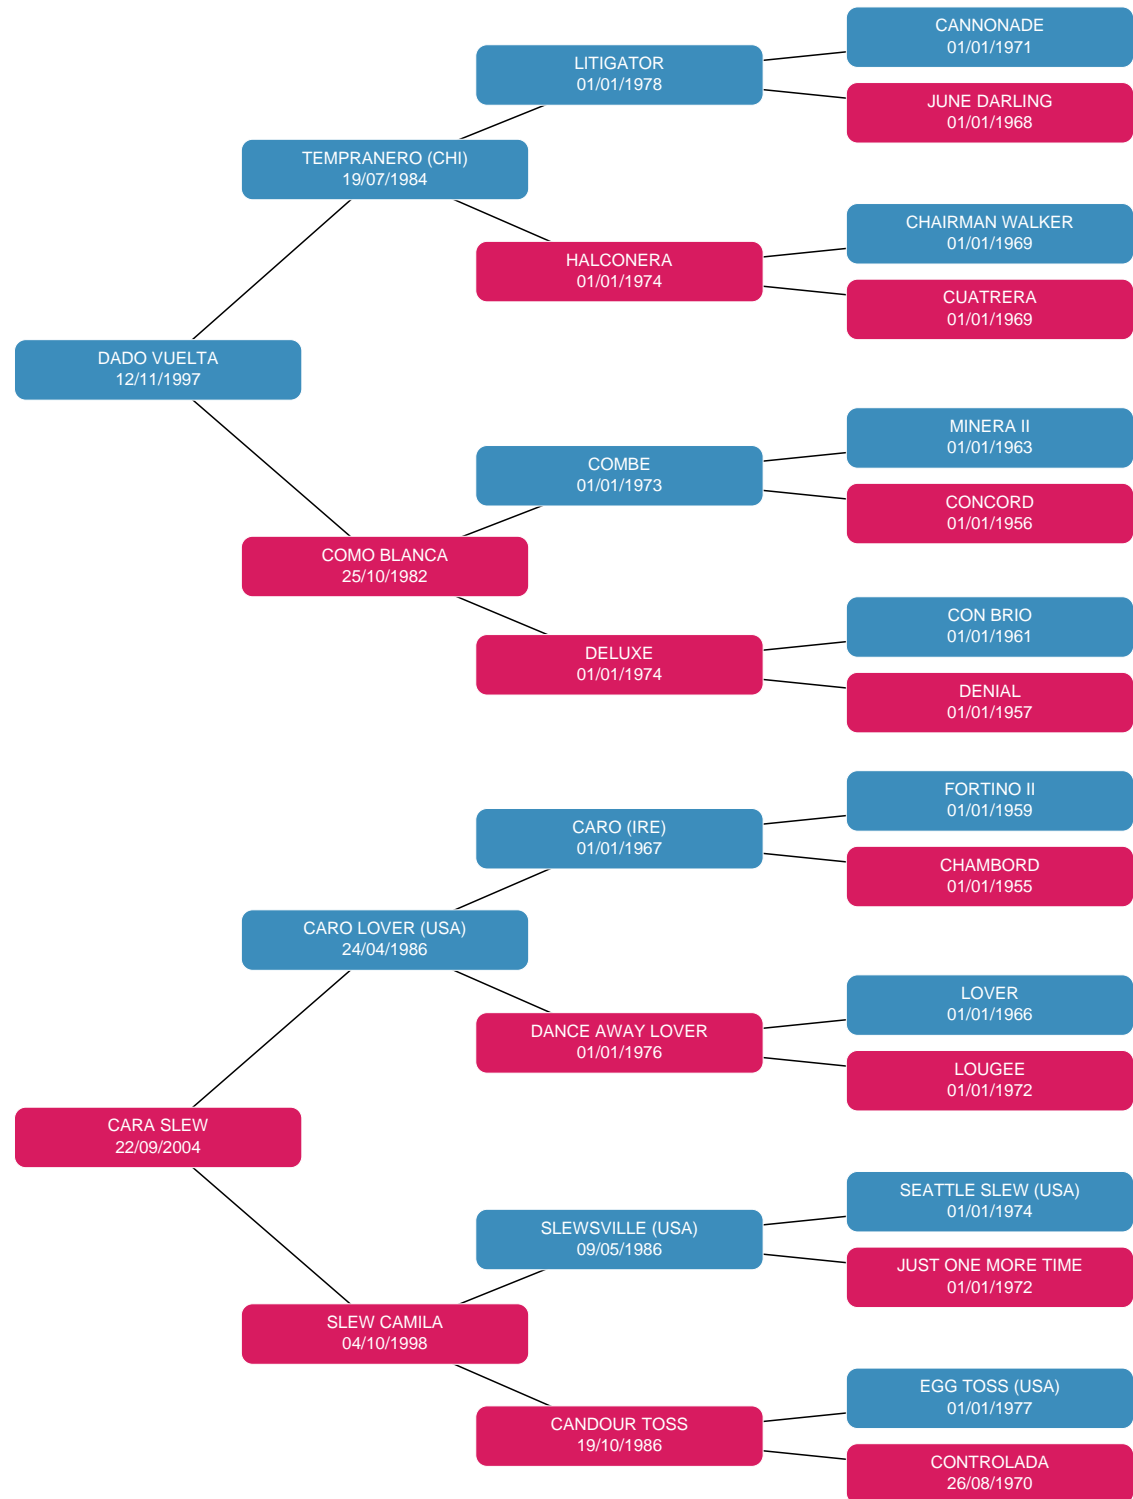 CANNONADE
01/01/1971
LITIGATOR
01/01/1978
JUNE DARLING
01/01/1968
TEMPRANERO (CHI)
19/07/1984
CHAIRMAN WALKER
01/01/1969
HALCONERA
01/01/1974
CUATRERA
01/01/1969
DADO VUELTA
12/11/1997
MINERA II
01/01/1963
COMBE
01/01/1973
CONCORD
01/01/1956
COMO BLANCA
25/10/1982
CON BRIO
01/01/1961
DELUXE
01/01/1974
DENIAL
01/01/1957
FORTINO II
01/01/1959
CARO (IRE)
01/01/1967
CHAMBORD
01/01/1955
CARO LOVER (USA)
24/04/1986
LOVER
01/01/1966
DANCE AWAY LOVER
01/01/1976
LOUGEE
01/01/1972
CARA SLEW
22/09/2004
SEATTLE SLEW (USA)
01/01/1974
SLEWSVILLE (USA)
09/05/1986
JUST ONE MORE TIME
01/01/1972
SLEW CAMILA
04/10/1998
EGG TOSS (USA)
01/01/1977
CANDOUR TOSS
19/10/1986
CONTROLADA
26/08/1970